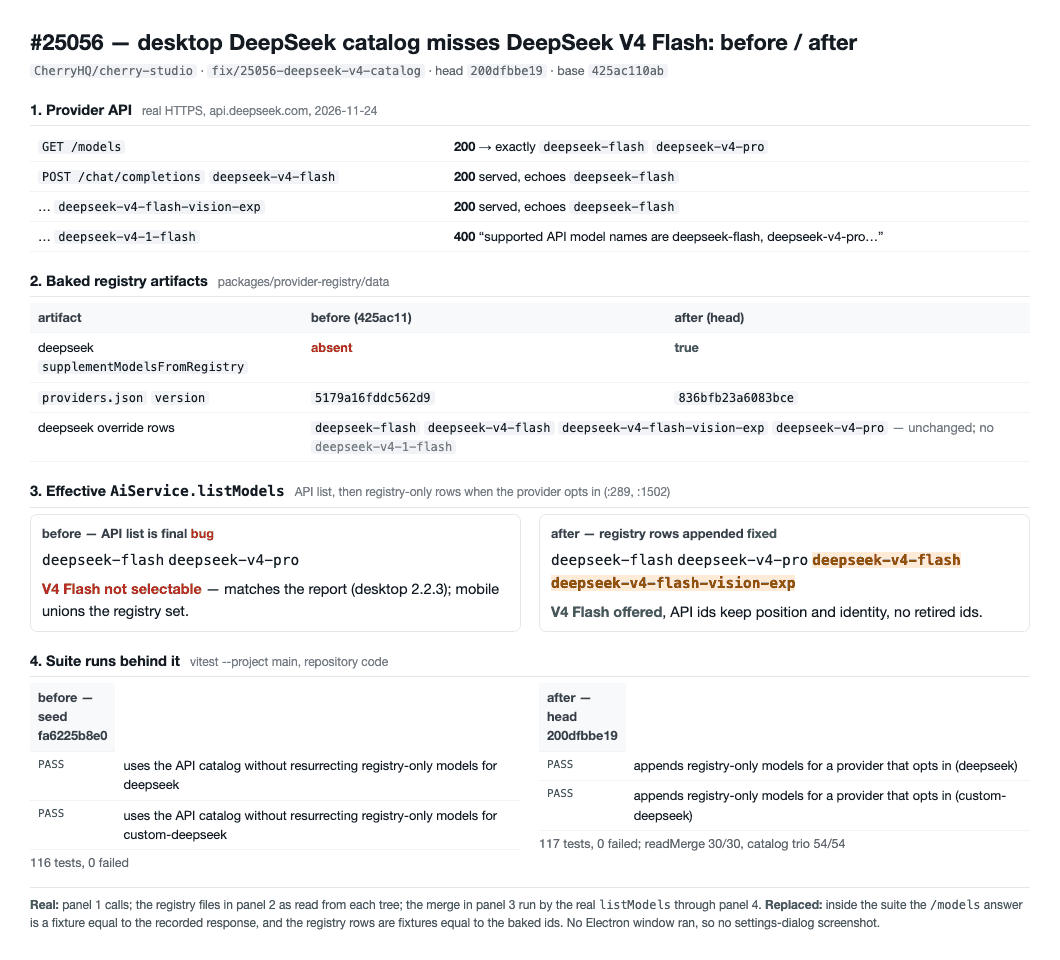 #25056 — desktop DeepSeek catalog misses DeepSeek V4 Flash: before / after
CherryHQ/cherry-studio · fix/25056-deepseek-v4-catalog · head 200dfbbe19 · base 425ac110ab
1. Provider API real HTTPS, api.deepseek.com, 2026-11-24
GET /models 200 → exactly deepseek-flash deepseek-v4-pro
POST /chat/completions deepseek-v4-flash 200 served, echoes deepseek-flash
... deepseek-v4-flash-vision-exp 200 served, echoes deepseek-flash
... deepseek-v4-1-flash 400 “supported API model names are deepseek-flash, deepseek-v4-pro...”
2. Baked registry artifacts packages/provider-registry/data
artifact before (425ac11) after (head)
deepseek absent true
supplementModelsFromRegistry
providers.json version 5179a16fddc562d9 836bfb23a6083bce
deepseek override rows deepseek-flash deepseek-v4-flash deepseek-v4-flash-vision-exp deepseek-v4-pro — unchanged; no
deepseek-v4-1-flash
3. Effective AiService.listModels API list, then registry-only rows when the provider opts in (:289, :1502)
before — API list is final bug
deepseek-flash deepseek-v4-pro
V4 Flash not selectable — matches the report (desktop 2.2.3); mobile
unions the registry set.
after — registry rows appended fixed
deepseek-flash deepseek-v4-pro deepseek-v4-flash
deepseek-v4-flash-vision-exp
V4 Flash offered, API ids keep position and identity, no retired ids.
4. Suite runs behind it vitest --project main, repository code
before —
seed
fa6225b8e0
PASS uses the API catalog without resurrecting registry-only models for
deepseek
PASS uses the API catalog without resurrecting registry-only models for
custom-deepseek
116 tests, 0 failed
after —
head
200dfbbe19
PASS appends registry-only models for a provider that opts in (deepseek)
PASS appends registry-only models for a provider that opts in (custom-
deepseek)
117 tests, 0 failed; readMerge 30/30, catalog trio 54/54
Real: panel 1 calls; the registry files in panel 2 as read from each tree; the merge in panel 3 run by the real listModels through panel 4. Replaced: inside the suite the /models answer
is a fixture equal to the recorded response, and the registry rows are fixtures equal to the baked ids. No Electron window ran, so no settings-dialog screenshot.